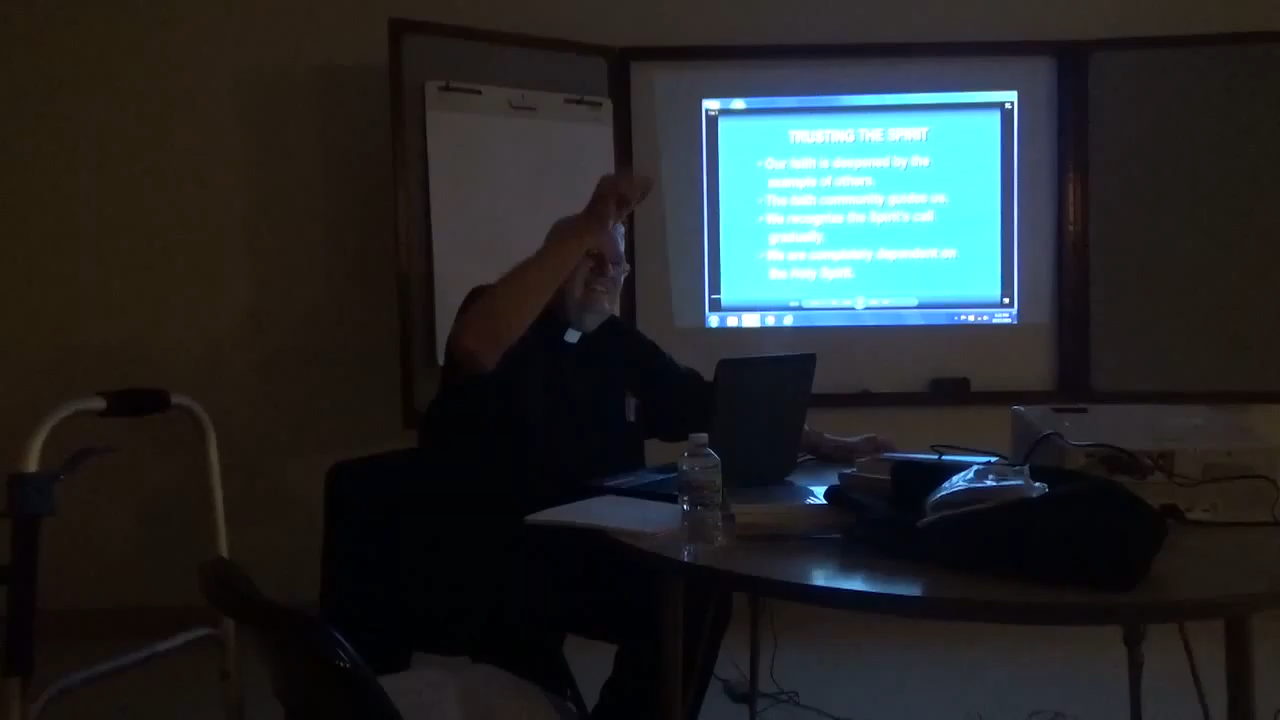 TRUSTING THE SPIRIT
Our faith is deepened by the
example of others.
The faith community guides us.
We recognize the Spirit's call
gradually.
We are completely dependent on
the Holy Spirit.